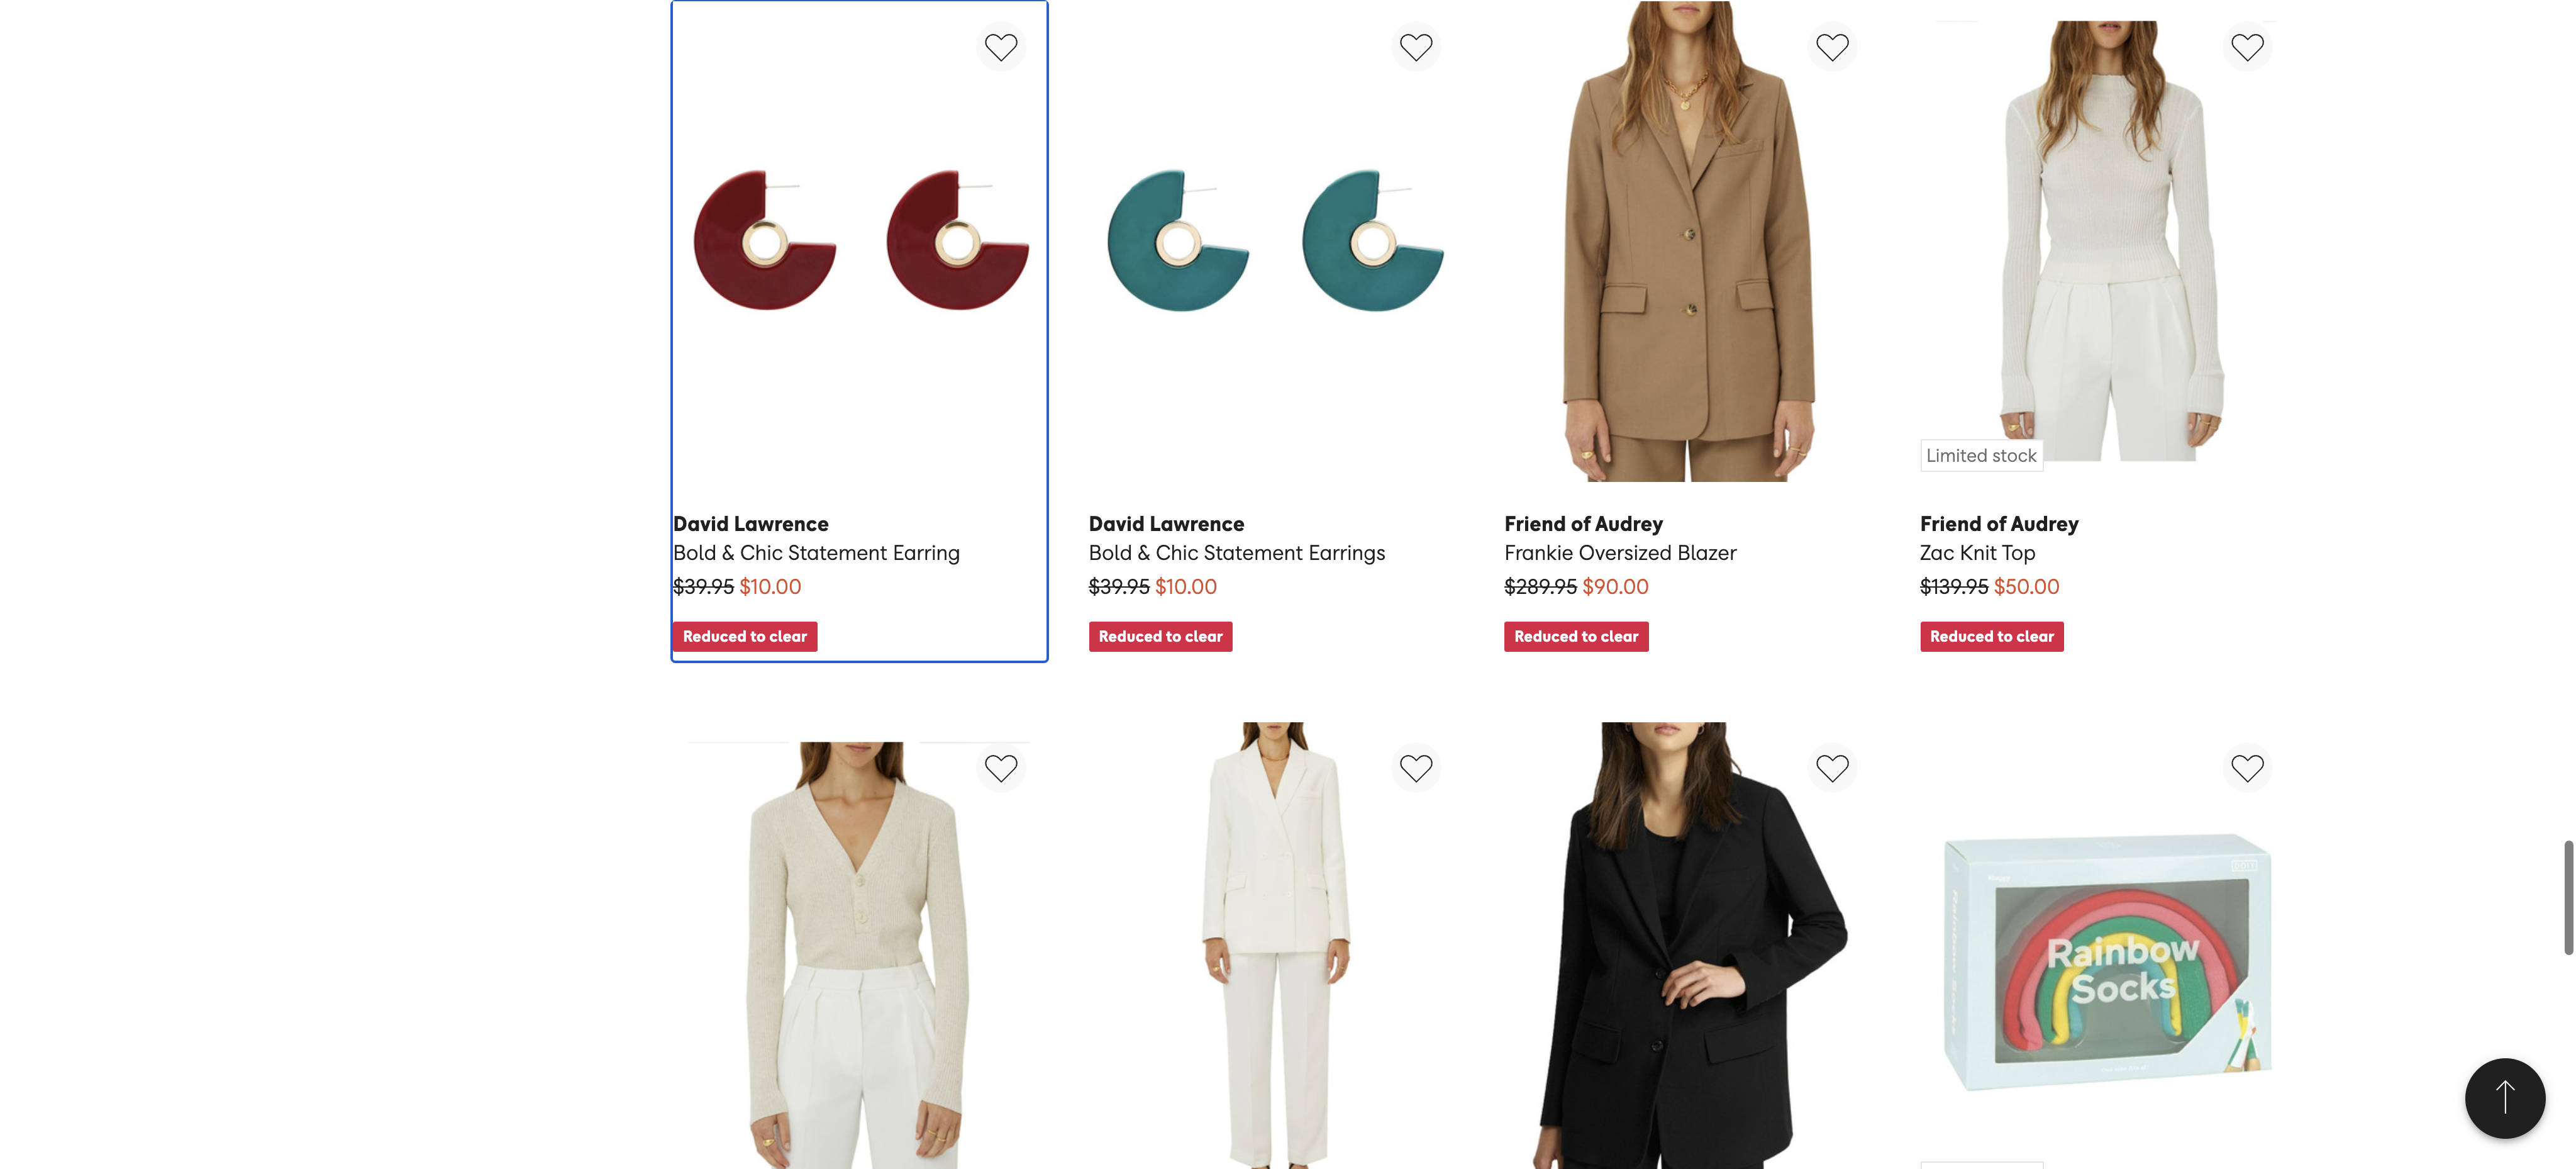 Limited stock
David Lawrence
Bold & Chic Statement Earring
$39.95 $10.00
Reduced to clear
David Lawrence
Bold & Chic Statement Earrings
$39.95 $10.00
Reduced to clear
Friend of Audrey
Frankie Oversized Blazer
$289.95 $90.00
Reduced to clear
Friend of Audrey
Zac Knit Top
$139.95 $50.00
Reduced to clear
Rainbow
Socks